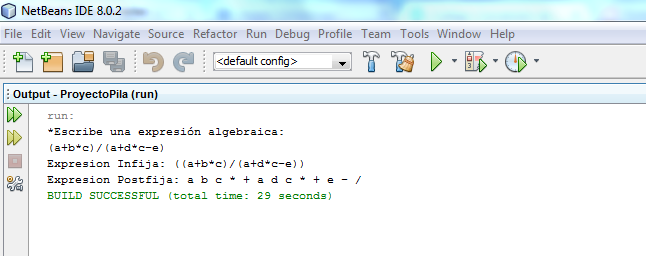 NetBeans IDE 8.0.2
File Edit View Navigate Source Refactor Run Debug Profile Team Tools Window Help
<default config>
Output - ProyectoPila (run)
run:
*Escribe una expresión algebraica:
(a+b*c)/(a+d*c-e)
Expresion Infija: ((a+b*c)/(a+d*c-e))
Expresion Postfija: a b c * + a d c * + e - /
BUILD SUCCESSFUL (total time: 29 seconds)